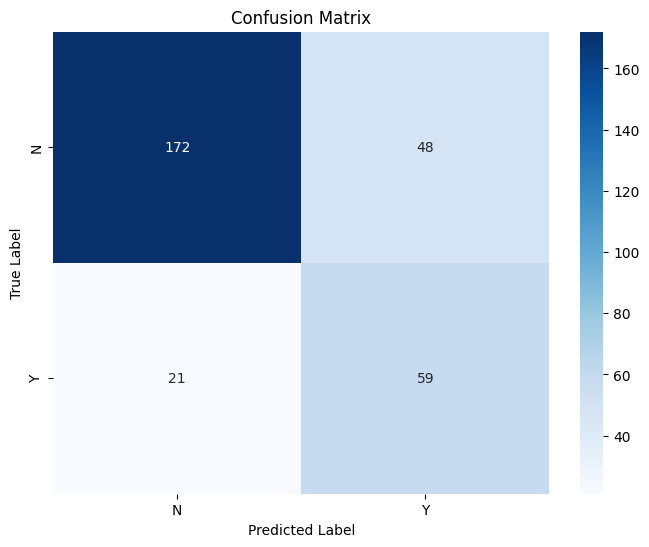 Confusion Matrix
True Label
N
172
48
Y
21
59
N
Y
Predicted Label
160
140
120
100
80
60
40